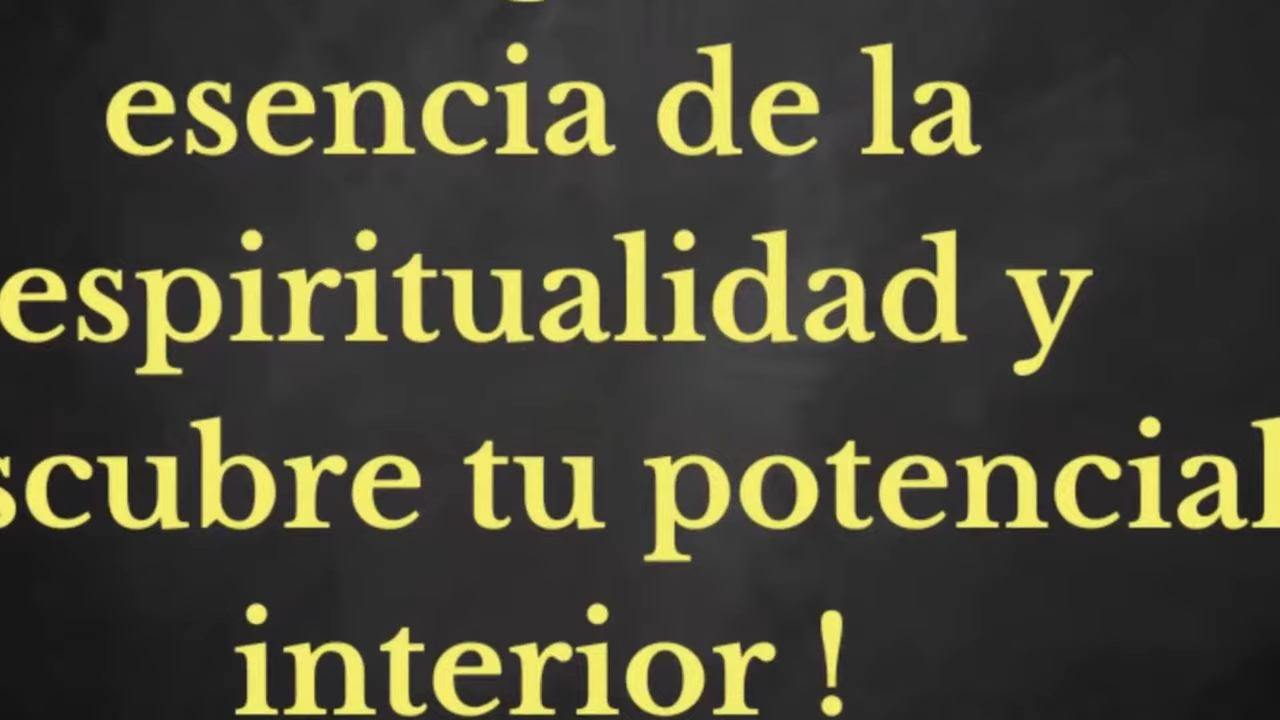 esencia de la
espiritualidad y
scubre tu potencial
interior !